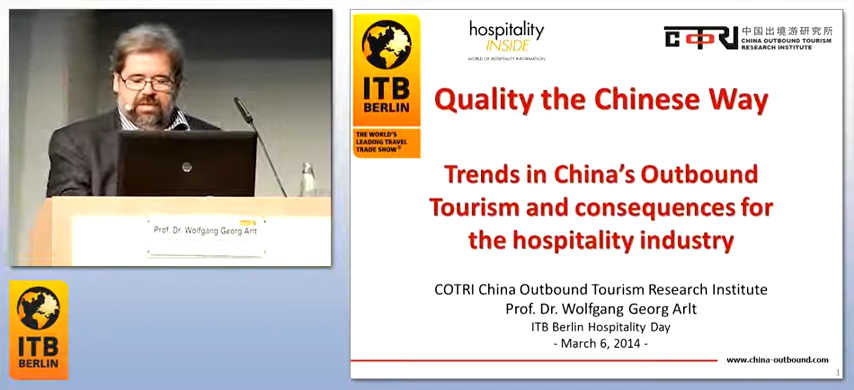 Prof. Dr. Wolfgang Georg Arlt
ITB
BERLIN
ITB
BERLIN
THE WORLD'S
LEADING TRAVEL
TRADE SHOW®
hospitality
INSIDE
WORLD OF HOSPITALITY INFORMATION
COTRI
中国出境游研究所
CHINA OUTBOUND TOURISM
RESEARCH INSTITUTE
Quality the Chinese Way
Trends in China's Outbound
Tourism and consequences for
the hospitality industry
COTRI China Outbound Tourism Research Institute
Prof. Dr. Wolfgang Georg Arlt
ITB Berlin Hospitality Day
- March 6, 2014 -
www.china-outbound.com
1